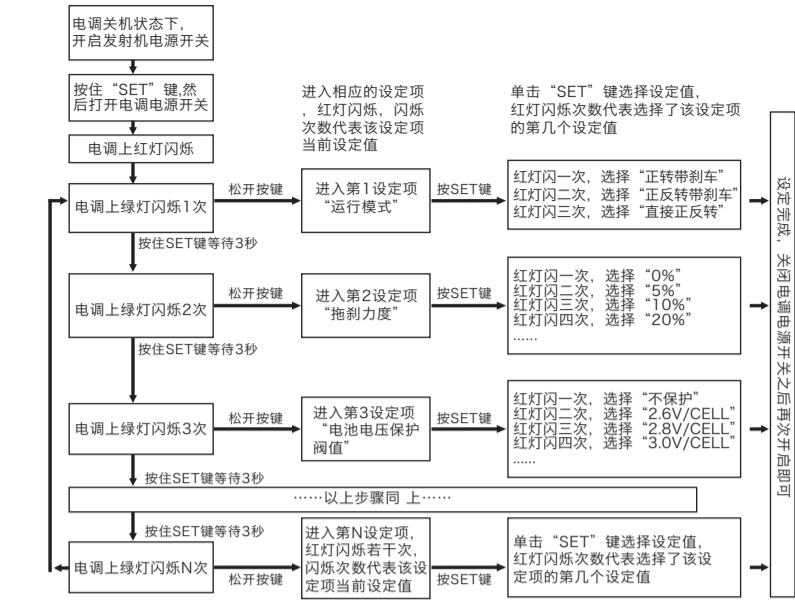 电调关机状态下，
开启发射机电源开关
按住“SET”键,然
后打开电调电源开关
电调上红灯闪烁
进入相应的设定项
，红灯闪烁，闪烁
次数代表该设定项
当前设定值
单击“SET”键选择设定值，
红灯闪烁次数代表选择了该设定项
的第几个设定值
电调上绿灯闪烁1次
松开按键
进入第1设定项
“运行模式”
按SET键
红灯闪一次，选择“正转带刹车”
红灯闪二次，选择“正反转带刹车”
红灯闪三次，选择“直接正反转”
按住SET键等待3秒
电调上绿灯闪烁2次
松开按键
进入第2设定项
“拖刹力度”
按SET键
红灯闪一次，选择“0%”
红灯闪二次，选择“5%”
红灯闪三次，选择“10%”
红灯闪四次，选择“20%”
……
按住SET键等待3秒
电调上绿灯闪烁3次
松开按键
进入第3设定项
“电池电压保护
阀值”
按SET键
红灯闪一次，选择“不保护”
红灯闪二次，选择“2.6V/CELL”
红灯闪三次，选择“2.8V/CELL”
红灯闪四次，选择“3.0V/CELL”
……
按住SET键等待3秒
……以上步骤同 上……
按住SET键等待3秒
电调上绿灯闪烁N次
松开按键
进入第N设定项，
红灯闪烁若干次，
闪烁次数代表该设
定项当前设定值
按SET键
单击“SET”键选择设定值，
红灯闪烁次数代表选择了该设
定项的第几个设定值
设定完成，关闭电调电源开关之后再次开启即可